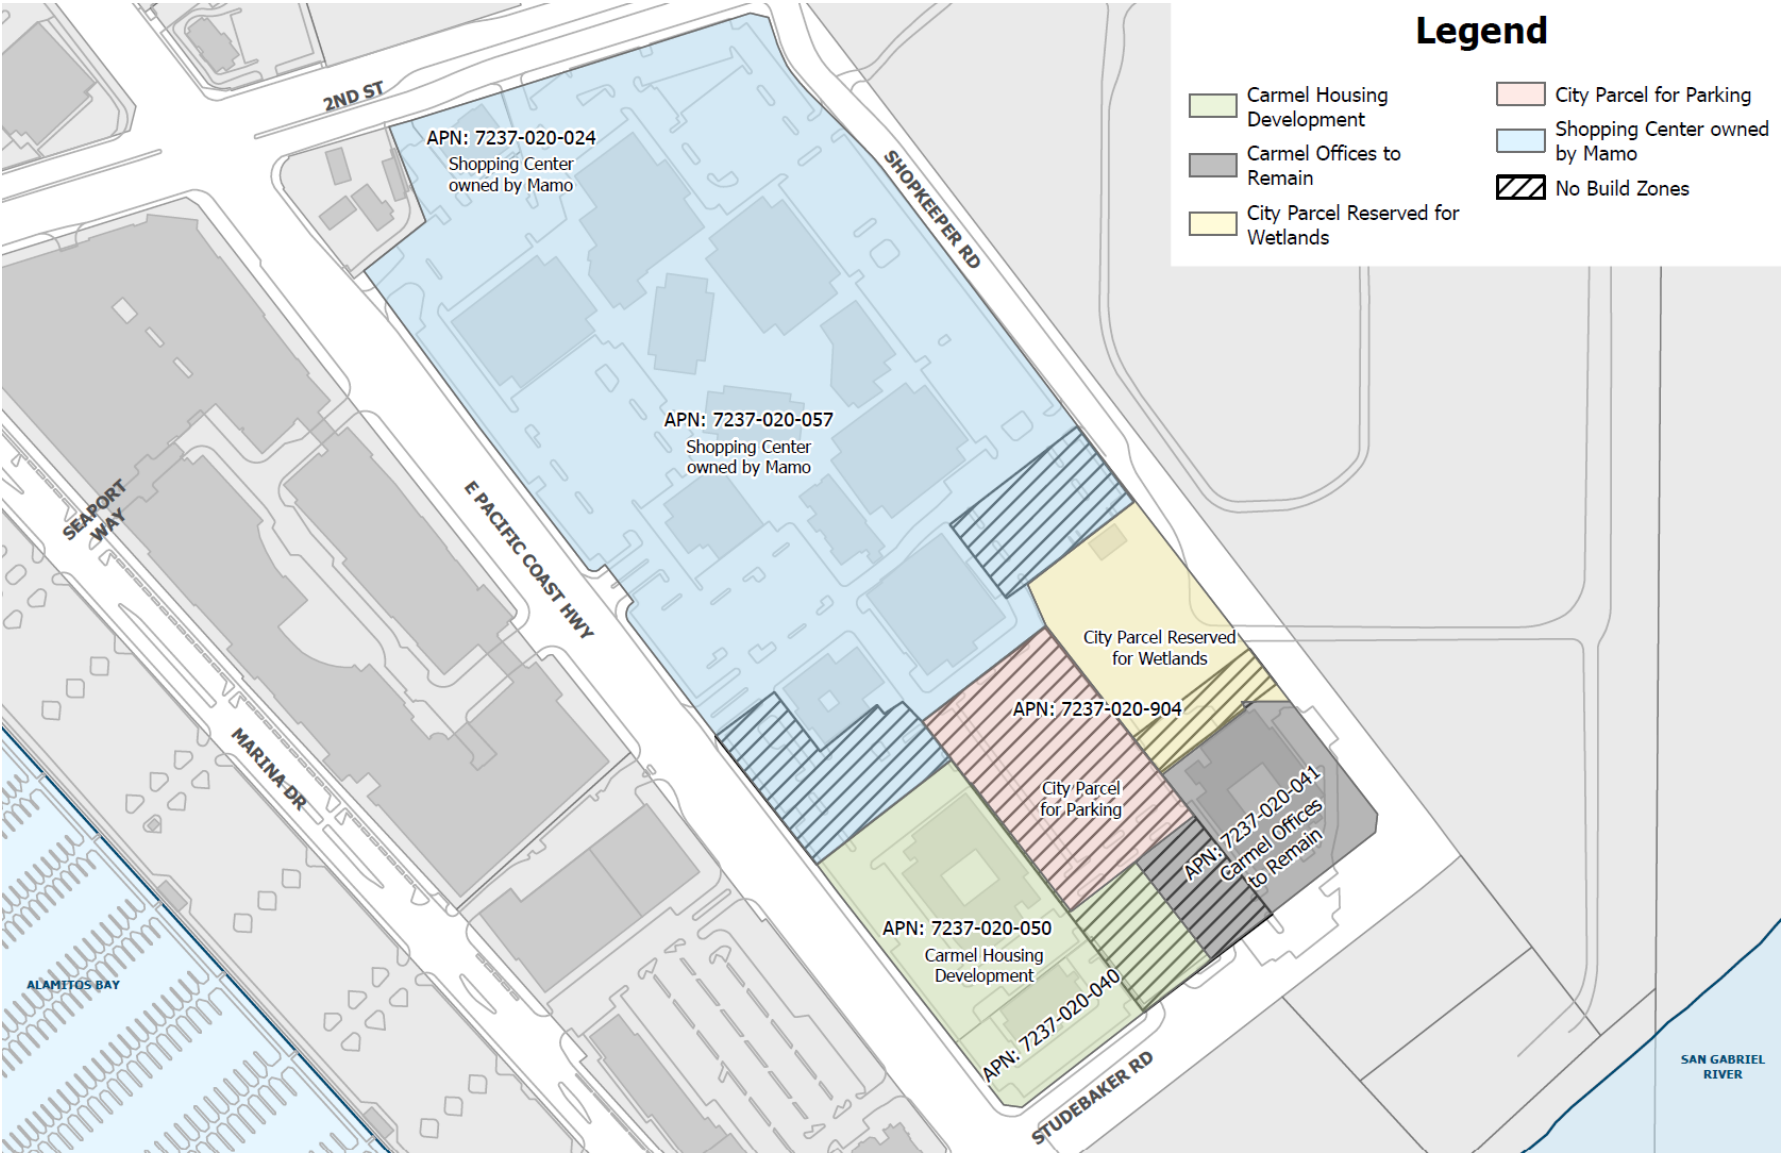 Legend
Carmel Housing
Development
Carmel Offices to
Remain
City Parcel Reserved for
Wetlands
City Parcel for Parking
Shopping Center owned
by Mamo
No Build Zones
2ND ST
APN: 7237-020-024
Shopping Center
owned by Mamo
SHOPKEEPER RD
APN: 7237-020-057
Shopping Center
owned by Mamo
SEAPORT
WAY
E PACIFIC COAST HWY
City Parcel Reserved
for Wetlands
APN: 7237-020-904
MARINA DR
City Parcel
for Parking
APN: 7237-020-041
Carmel Offices
to Remain
APN: 7237-020-050
Carmel Housing
Development
APN: 7237-020-040
ALAMITOS BAY
STUDEBAKER RD
SAN GABRIEL
RIVER